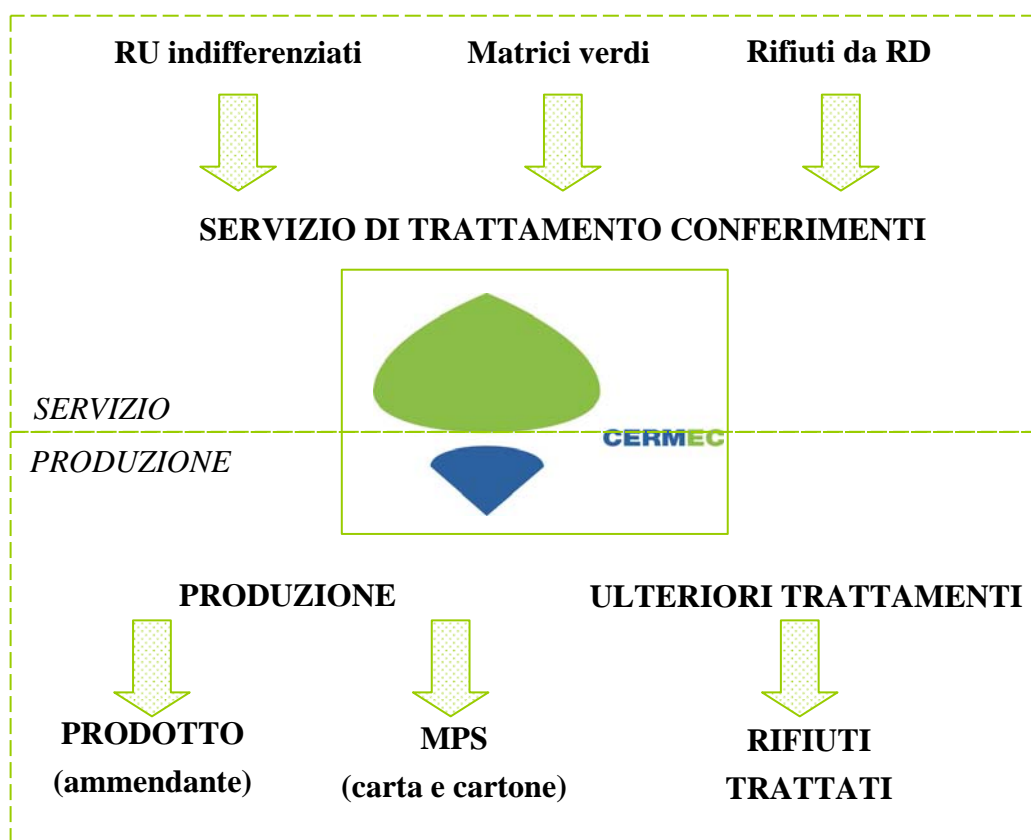 RU indifferenziati
Matrici verdi
Rifiuti da RD
SERVIZIO DI TRATTAMENTO CONFERIMENTI
SERVIZIO
CERMEC
PRODUZIONE
PRODUZIONE
ULTERIORI TRATTAMENTI
PRODOTTO
(ammendante)
MPS
(carta e cartone)
RIFIUTI
TRATTATI